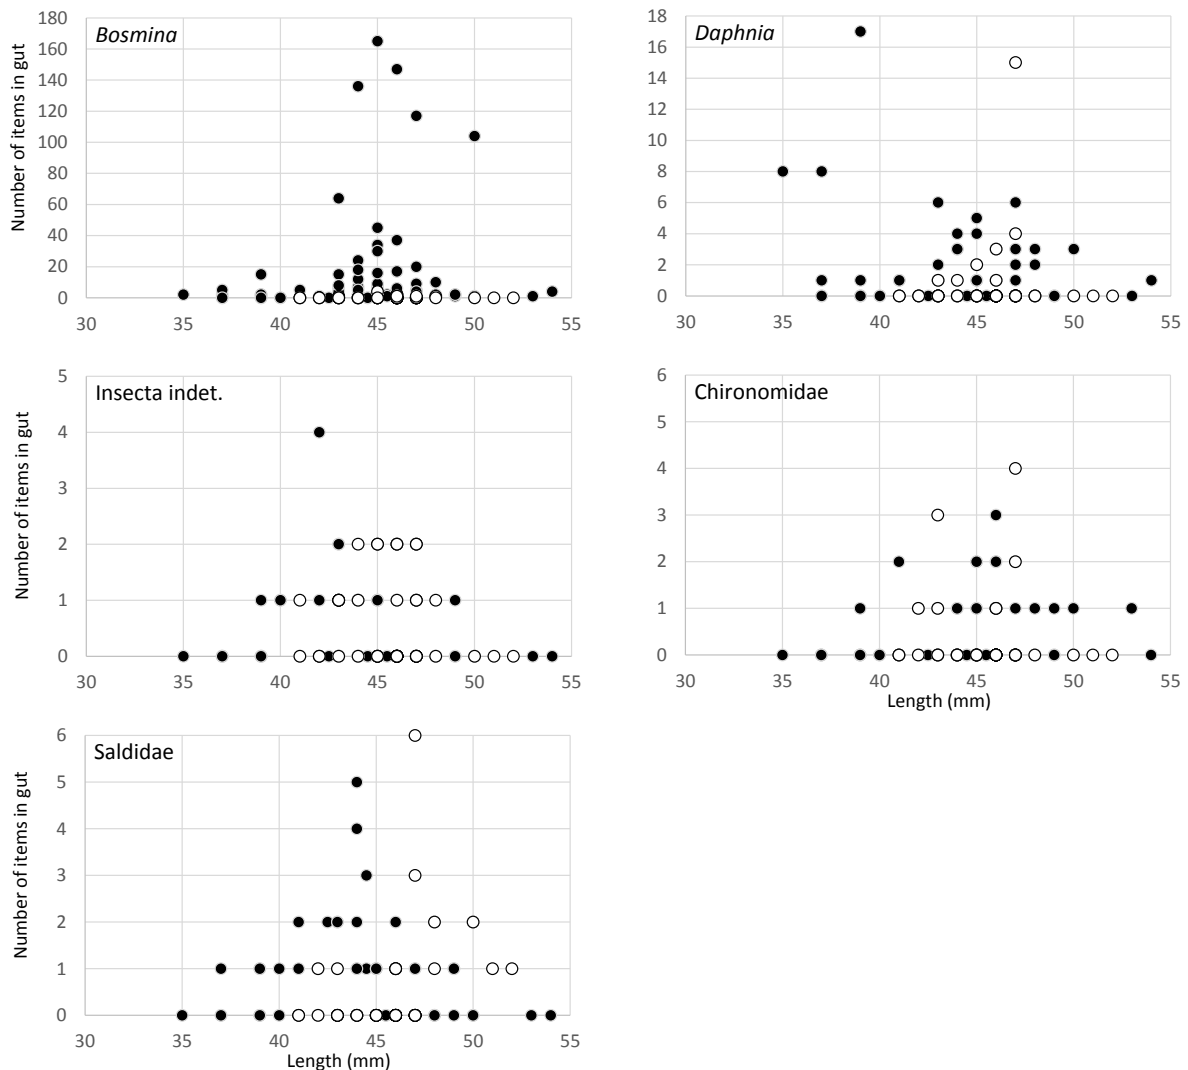 Bosmina
Number of items in gut
180
160
140
120
100
80
60
40
20
0
30 35 40 45 50 55
Daphnia
18
16
14
12
10
8
6
4
2
0
30 35 40 45 50 55
Insecta indet.
Number of items in gut
5
4
3
2
1
0
30 35 40 45 50 55
Chironomidae
Number of items in gut
6
5
4
3
2
1
0
30 35 40 45 50 55
Length (mm)
Saldidae
Number of items in gut
6
5
4
3
2
1
0
30 35 40 45 50 55
Length (mm)